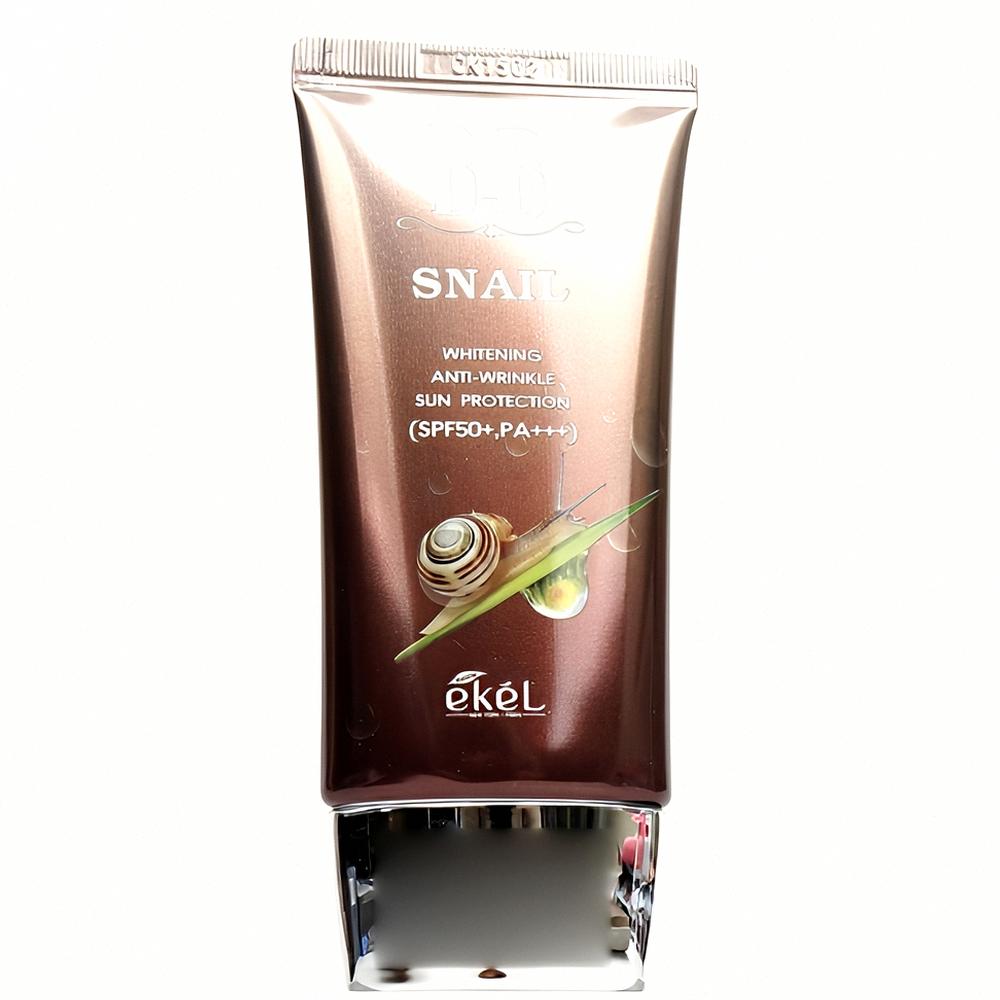 SNAIL
WHITENING
ANTI-WRINKLE
SUN PROTECTION
(SPF50+,PA+++)
ekeL